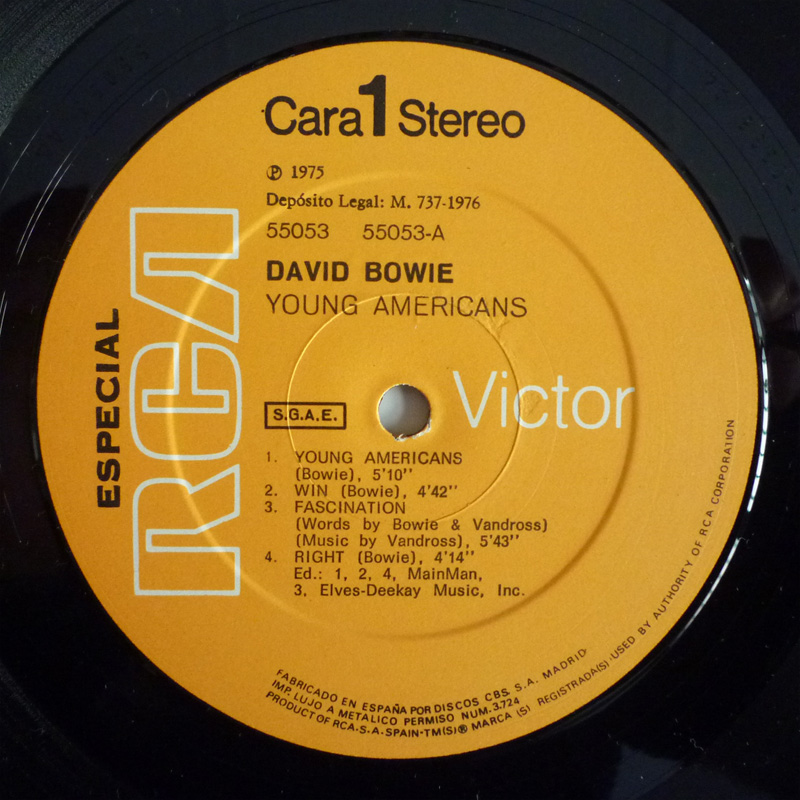 Cara 1 Stereo
℗ 1975
Depósito Legal: M. 737-1976
55053 55053-A
DAVID BOWIE
YOUNG AMERICANS
ESPECIAL
RCA
Victor
S.G.A.E.
1. YOUNG AMERICANS
(Bowie), 5'10''
2. WIN (Bowie), 4'42''
3. FASCINATION
(Words by Bowie & Vandross)
(Music by Vandross), 5'43''
4. RIGHT (Bowie), 4'14''
Ed.: 1, 2, 4, MainMan,
3, Elves-Deekay Music, Inc.
FABRICADO EN ESPAÑA POR DISCOS CBS, S.A. MADRID
IMP. LUJO A METALICO PERMISO NUM. 3.724
PRODUCT OF RCA·S.A. SPAIN·TM(S)® MARCA (S) REGISTRADA(S)·USED BY AUTHORITY OF RCA CORPORATION